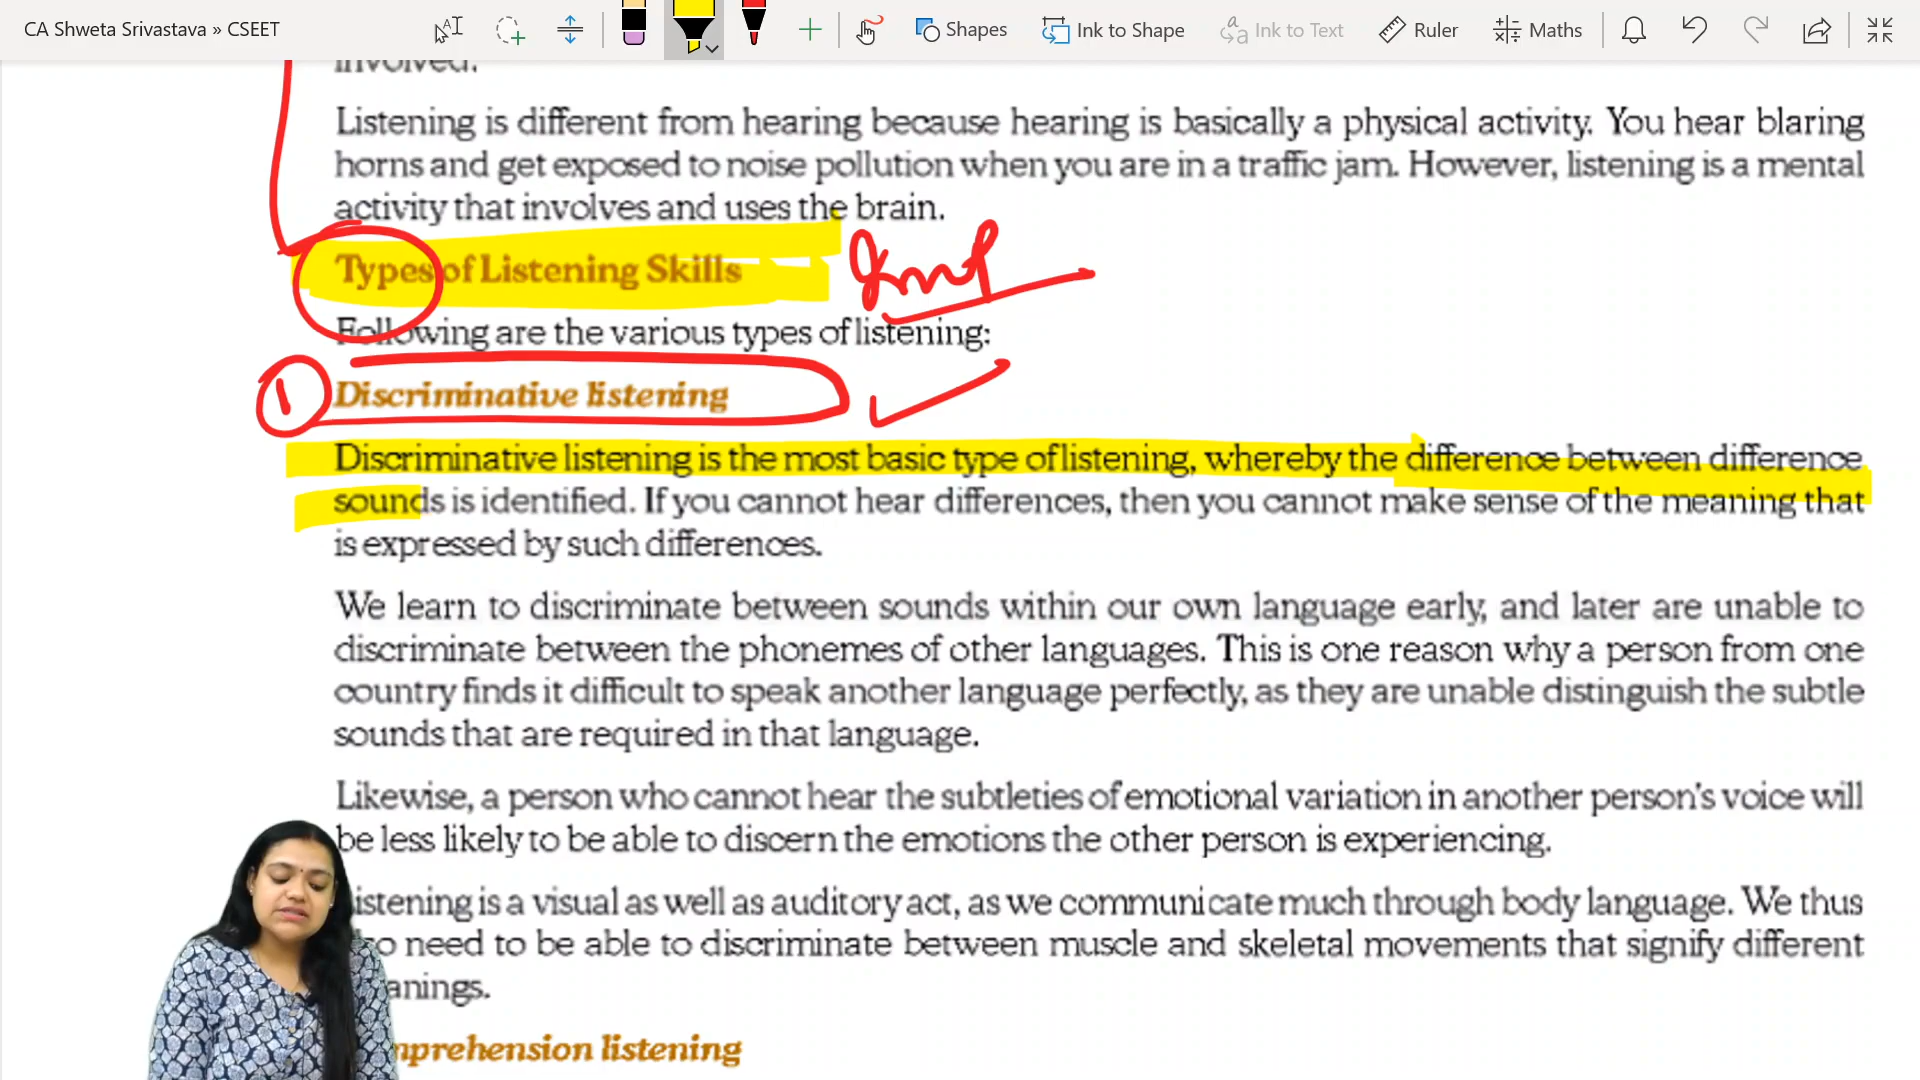 CA Shweta Srivastava » CSEET
Shapes
Ink to Shape
Ink to Text
Ruler
Maths
involved.
Listening is different from hearing because hearing is basically a physical activity. You hear blaring
horns and get exposed to noise pollution when you are in a traffic jam. However, listening is a mental
activity that involves and uses the brain.
Types of Listening Skills
Imp
Following are the various types of listening:
1 Discriminative listening
Discriminative listening is the most basic type of listening, whereby the difference between difference
sounds is identified. If you cannot hear differences, then you cannot make sense of the meaning that
is expressed by such differences.
We learn to discriminate between sounds within our own language early, and later are unable to
discriminate between the phonemes of other languages. This is one reason why a person from one
country finds it difficult to speak another language perfectly, as they are unable distinguish the subtle
sounds that are required in that language.
Likewise, a person who cannot hear the subtleties of emotional variation in another person's voice will
be less likely to be able to discern the emotions the other person is experiencing.
istening is a visual as well as auditory act, as we communicate much through body language. We thus
o need to be able to discriminate between muscle and skeletal movements that signify different
anings.
mprehension listening